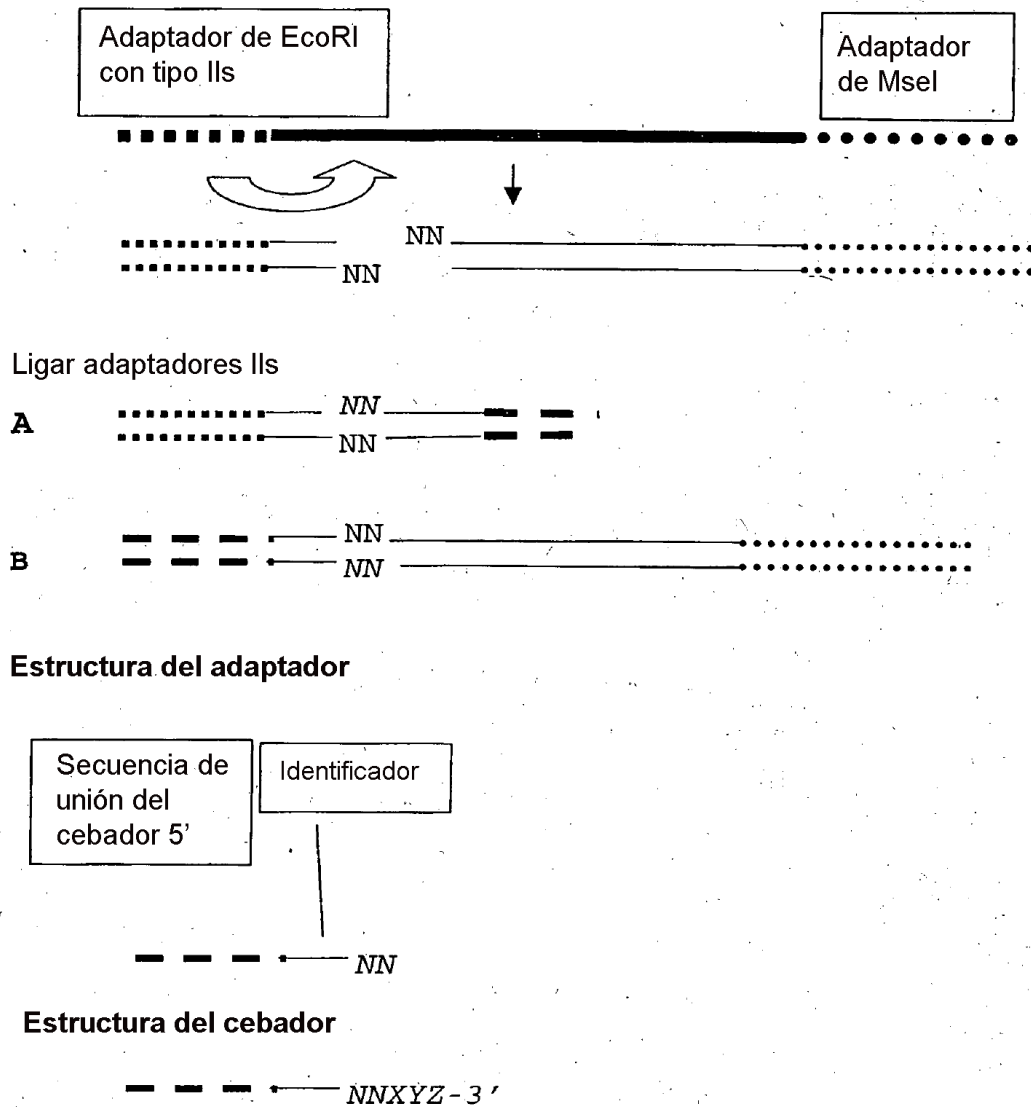 Adaptador de EcoRI
con tipo IIs
Adaptador
de MseI
NN
NN
Ligar adaptadores IIs
A
NN
NN
B
NN
NN
Estructura del adaptador
Secuencia de
unión del
cebador 5’
Identificador
NN
Estructura del cebador
NNXYZ-3’